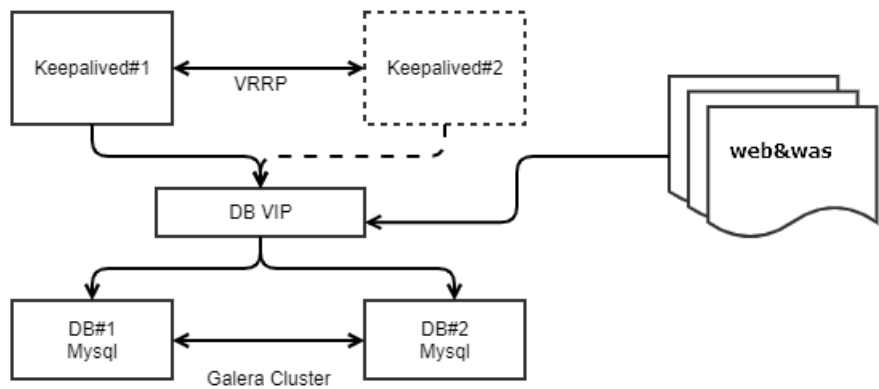 Keepalived#1
Keepalived#2
VRRP
web&was
DB VIP
DB#1
Mysql
DB#2
Mysql
Galera Cluster